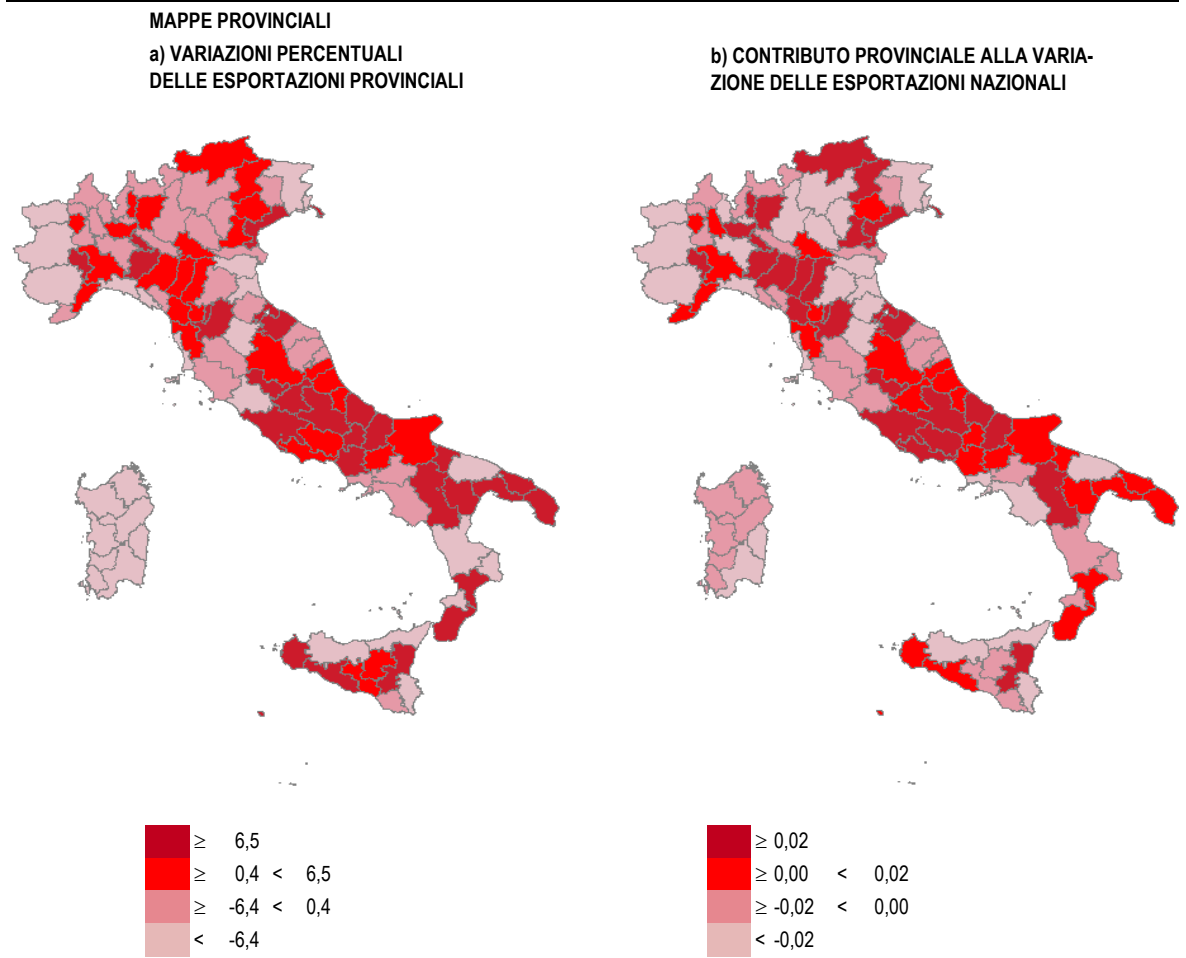 MAPPE PROVINCIALI
a) VARIAZIONI PERCENTUALI
DELLE ESPORTAZIONI PROVINCIALI
b) CONTRIBUTO PROVINCIALE ALLA VARIA-
ZIONE DELLE ESPORTAZIONI NAZIONALI
≥ 6,5
≥ 0,4 < 6,5
≥ -6,4 < 0,4
< -6,4
≥ 0,02
≥ 0,00 < 0,02
≥ -0,02 < 0,00
< -0,02